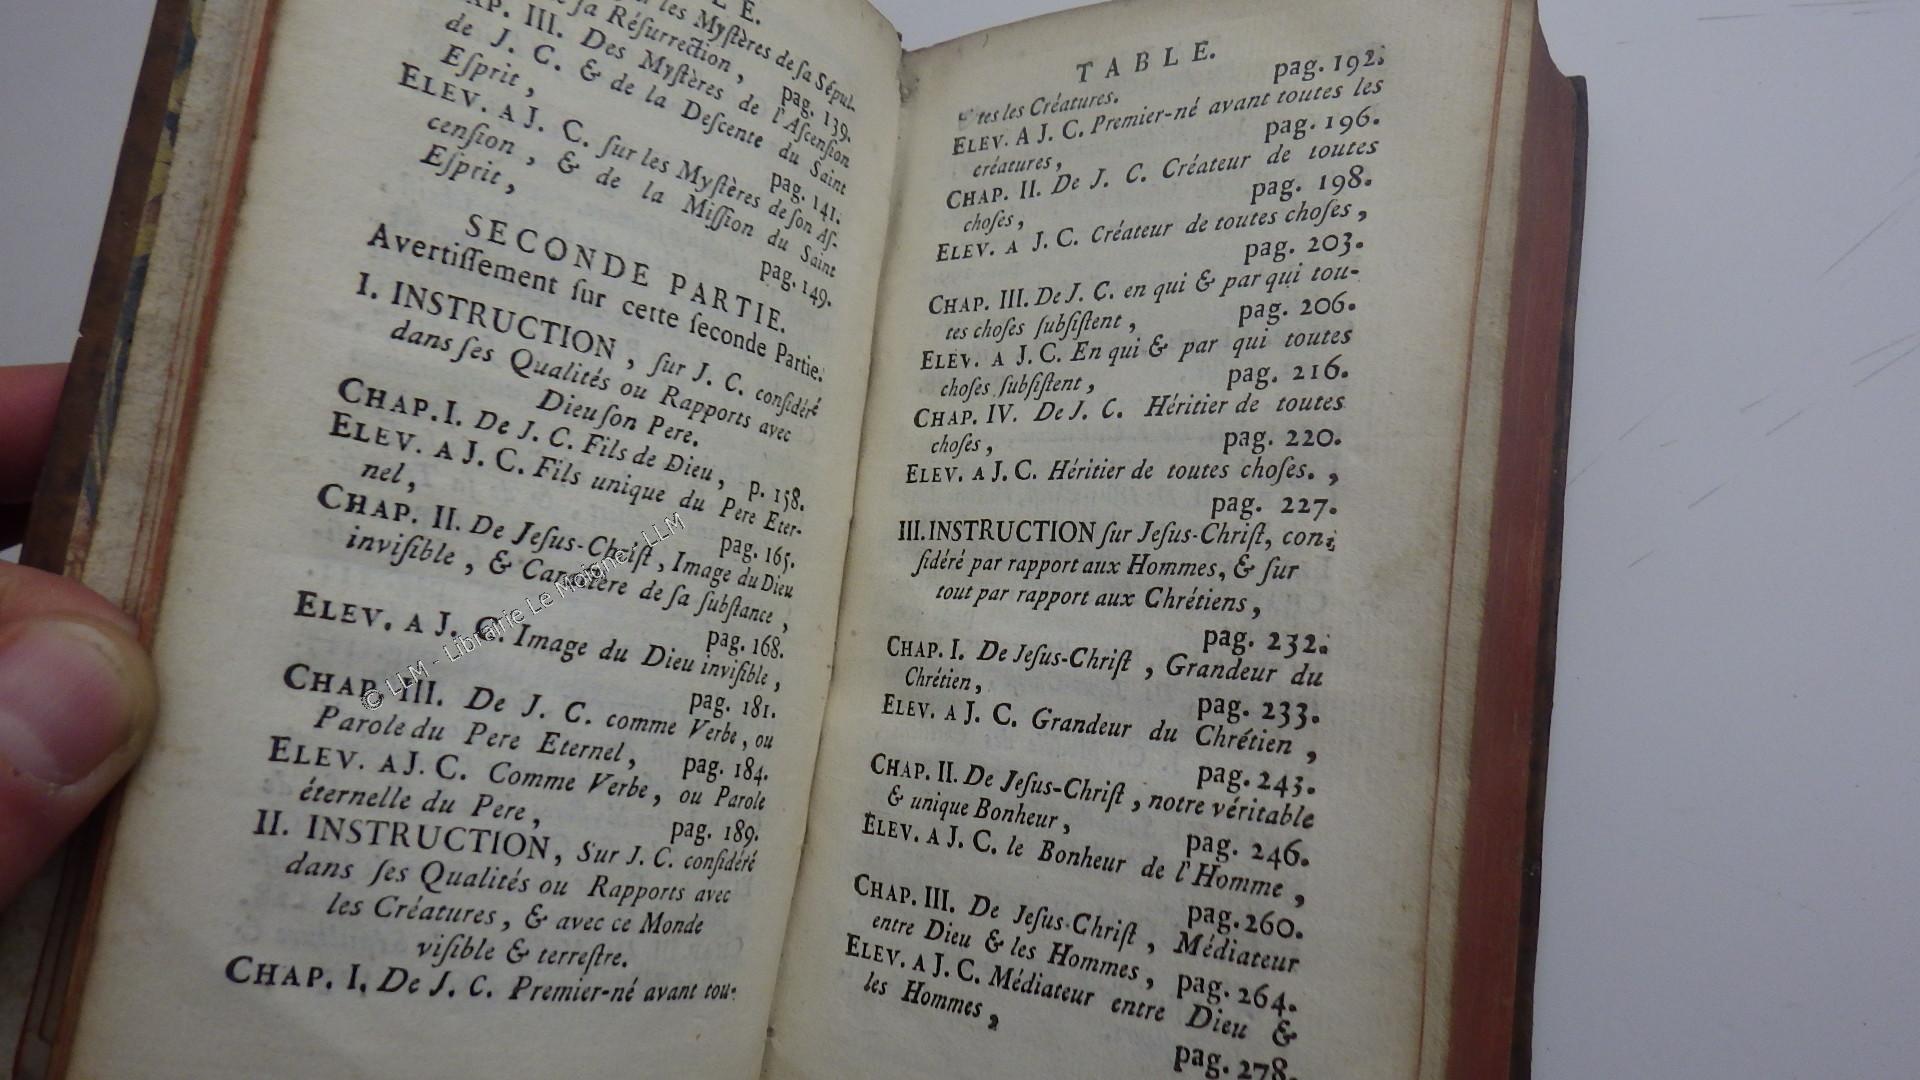 L E.
les Myſtères de ſa Sépul-
ſa Réſurrection, pag. 139.
AP. III. Des Myſtères de l'Aſcenſion
de J. C. & de la Deſcente du Saint
Eſprit, pag. 141.
ELEV. A J. C. ſur les Myſtères de ſon Aſ-
cenſion, & de la Miſſion du Saint
Eſprit, pag. 149.
SECONDE PARTIE.
Avertiſſement ſur cette ſeconde Partie.
I. INSTRUCTION, ſur J. C. conſidéré
dans ſes Qualités ou Rapports avec
Dieu ſon Pere.
CHAP. I. De J. C. Fils de Dieu, p. 158.
ELEV. A J. C. Fils unique du Pere Eter-
nel, pag. 165.
CHAP. II. De Jeſus-Chriſt, Image du Dieu
inviſible, & Caractère de ſa ſubſtance,
pag. 168.
ELEV. A J. C. Image du Dieu inviſible,
pag. 181.
CHAP. III. De J. C. comme Verbe, ou
Parole du Pere Eternel, pag. 184.
ELEV. A J. C. Comme Verbe, ou Parole
éternelle du Pere, pag. 189.
II. INSTRUCTION, Sur J. C. conſidéré
dans ſes Qualités ou Rapports avec
les Créatures, & avec ce Monde
viſible & terreſtre.
CHAP. I. De J. C. Premier-né avant tou-
© LLM - Librairie Le Moigne - LLM
TABLE.
tes les Créatures. pag. 192.
ELEV. A J. C. Premier-né avant toutes les
créatures, pag. 196.
CHAP. II. De J. C. Créateur de toutes
choſes, pag. 198.
ELEV. A J. C. Créateur de toutes choſes,
pag. 203.
CHAP. III. De J. C. en qui & par qui tou-
tes choſes ſubſiſtent, pag. 206.
ELEV. A J. C. En qui & par qui toutes
choſes ſubſiſtent, pag. 216.
CHAP. IV. De J. C. Héritier de toutes
choſes, pag. 220.
ELEV. A J. C. Héritier de toutes choſes.,
pag. 227.
III. INSTRUCTION ſur Jeſus-Chriſt, con-
ſidéré par rapport aux Hommes, & ſur
tout par rapport aux Chrétiens,
pag. 232.
CHAP. I. De Jeſus-Chriſt, Grandeur du
Chrétien, pag. 233.
ELEV. A J. C. Grandeur du Chrétien,
pag. 243.
CHAP. II. De Jeſus-Chriſt, notre véritable
& unique Bonheur, pag. 246.
ELEV. A J. C. le Bonheur de l'Homme,
pag. 260.
CHAP. III. De Jeſus-Chriſt, Médiateur
entre Dieu & les Hommes, pag. 264.
ELEV. A J. C. Médiateur entre Dieu &
les Hommes, pag. 278.